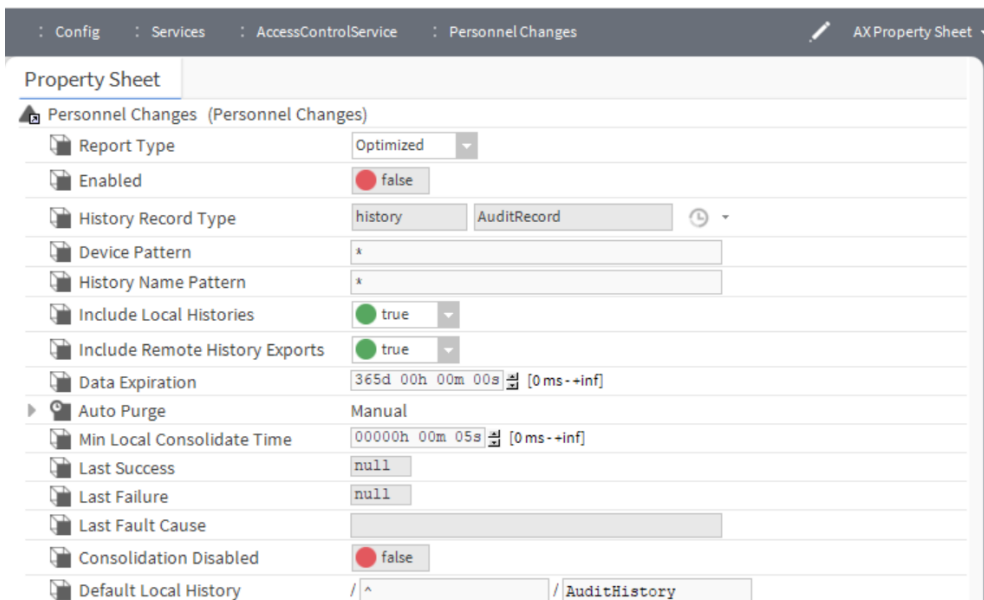 : Config : Services : AccessControlService : Personnel Changes AX Property Sheet
Property Sheet
Personnel Changes (Personnel Changes)
Report Type Optimized
Enabled false
History Record Type history AuditRecord
Device Pattern *
History Name Pattern *
Include Local Histories true
Include Remote History Exports true
Data Expiration 365d 00h 00m 00s [0 ms - +inf]
Auto Purge Manual
Min Local Consolidate Time 00000h 00m 05s [0 ms - +inf]
Last Success null
Last Failure null
Last Fault Cause
Consolidation Disabled false
Default Local History / ^ / AuditHistory